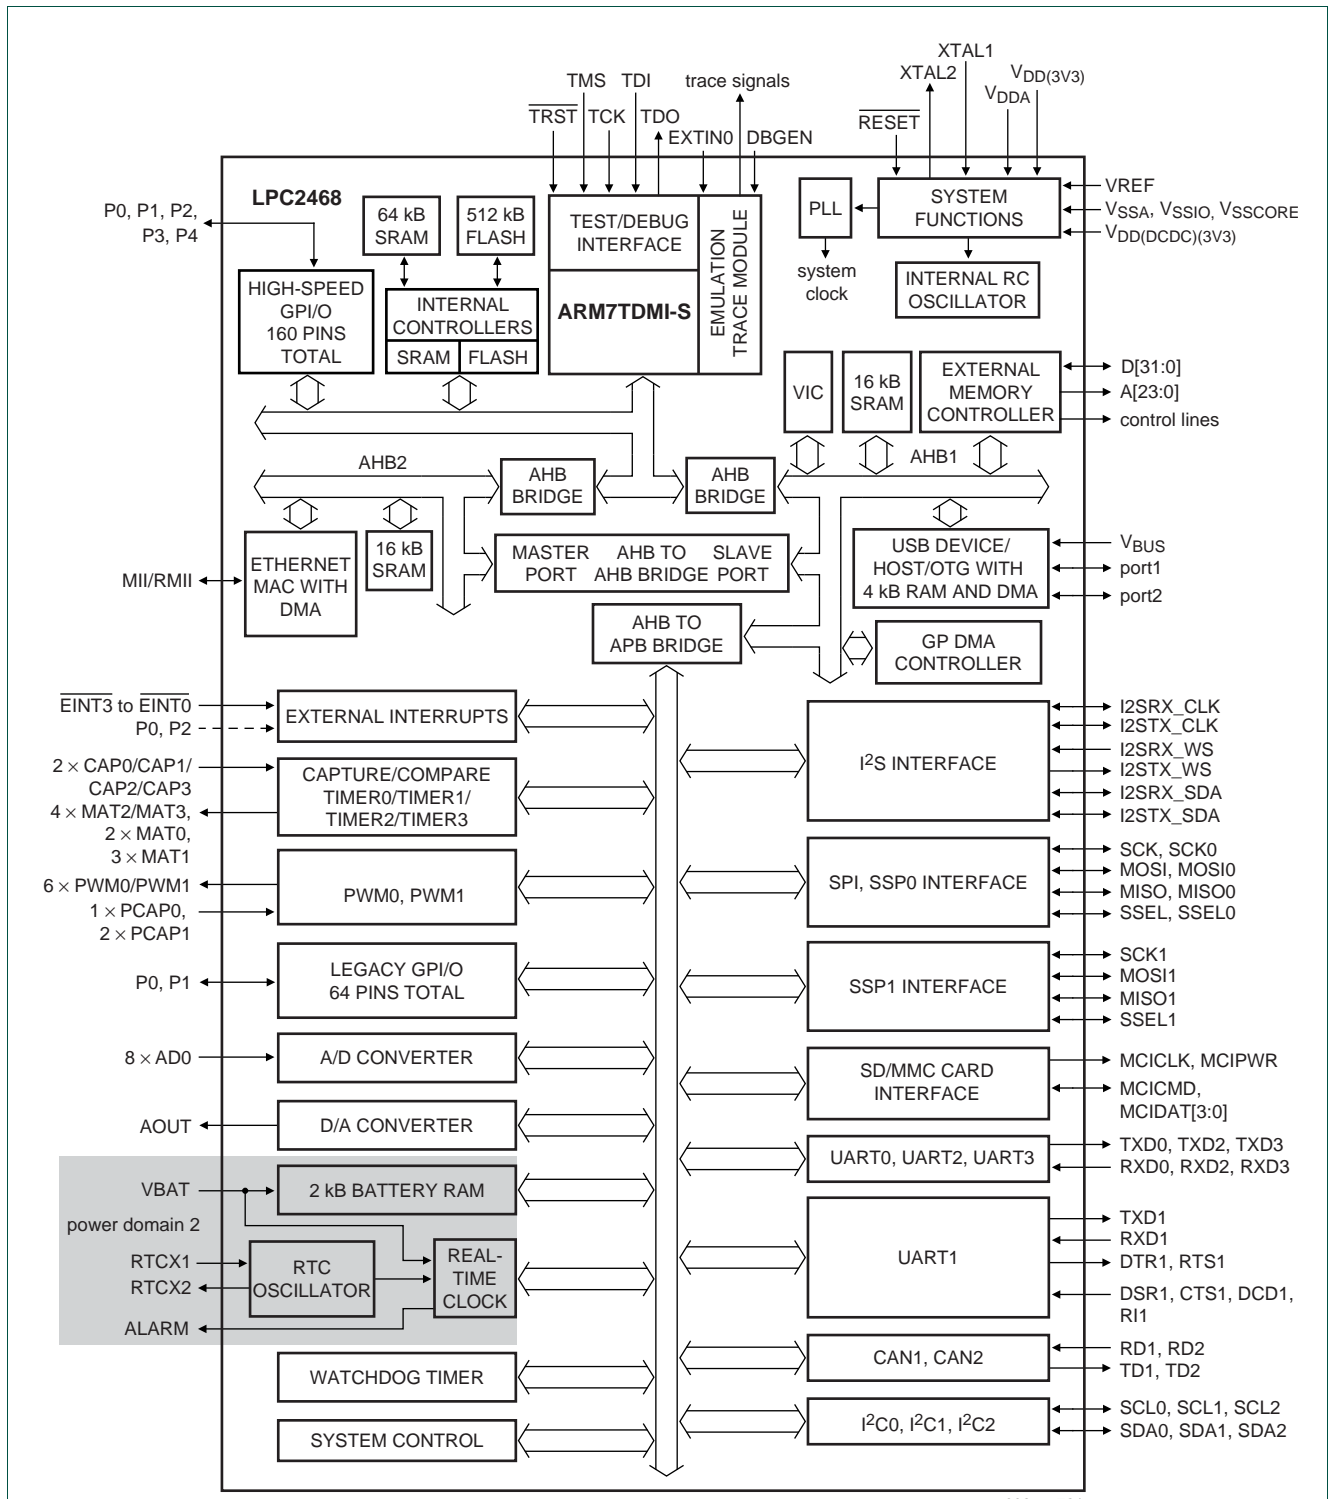 XTAL1
XTAL2
VDD(3V3)
VDDA
TMS TDI trace signals
TRST TCK TDO
EXTIN0 DBGEN
RESET
LPC2468
P0, P1, P2,
P3, P4
64 kB
SRAM
512 kB
FLASH
TEST/DEBUG
INTERFACE
EMULATION
TRACE MODULE
ARM7TDMI-S
PLL
SYSTEM
FUNCTIONS
VREF
VSSA, VSSIO, VSSCORE
VDD(DCDC)(3V3)
system
clock
INTERNAL RC
OSCILLATOR
HIGH-SPEED
GPI/O
160 PINS
TOTAL
INTERNAL
CONTROLLERS
SRAM FLASH
VIC
16 kB
SRAM
EXTERNAL
MEMORY
CONTROLLER
D[31:0]
A[23:0]
control lines
AHB2
AHB
BRIDGE
AHB
BRIDGE
AHB1
MII/RMII
ETHERNET
MAC WITH
DMA
16 kB
SRAM
MASTER
PORT
AHB TO
AHB BRIDGE
SLAVE
PORT
USB DEVICE/
HOST/OTG WITH
4 kB RAM AND DMA
VBUS
port1
port2
AHB TO
APB BRIDGE
GP DMA
CONTROLLER
EINT3 to EINT0
P0, P2
EXTERNAL INTERRUPTS
2 × CAP0/CAP1/
CAP2/CAP3
4 × MAT2/MAT3,
2 × MAT0,
3 × MAT1
CAPTURE/COMPARE
TIMER0/TIMER1/
TIMER2/TIMER3
6 × PWM0/PWM1
1 × PCAP0,
2 × PCAP1
PWM0, PWM1
P0, P1
LEGACY GPI/O
64 PINS TOTAL
8 × AD0
A/D CONVERTER
AOUT
D/A CONVERTER
VBAT
2 kB BATTERY RAM
power domain 2
RTCX1
RTCX2
RTC
OSCILLATOR
REAL-
TIME
CLOCK
ALARM
WATCHDOG TIMER
SYSTEM CONTROL
I2S INTERFACE
I2SRX_CLK
I2STX_CLK
I2SRX_WS
I2STX_WS
I2SRX_SDA
I2STX_SDA
SPI, SSP0 INTERFACE
SCK, SCK0
MOSI, MOSI0
MISO, MISO0
SSEL, SSEL0
SSP1 INTERFACE
SCK1
MOSI1
MISO1
SSEL1
SD/MMC CARD
INTERFACE
MCICLK, MCIPWR
MCICMD,
MCIDAT[3:0]
UART0, UART2, UART3
TXD0, TXD2, TXD3
RXD0, RXD2, RXD3
UART1
TXD1
RXD1
DTR1, RTS1
DSR1, CTS1, DCD1,
RI1
CAN1, CAN2
RD1, RD2
TD1, TD2
I2C0, I2C1, I2C2
SCL0, SCL1, SCL2
SDA0, SDA1, SDA2